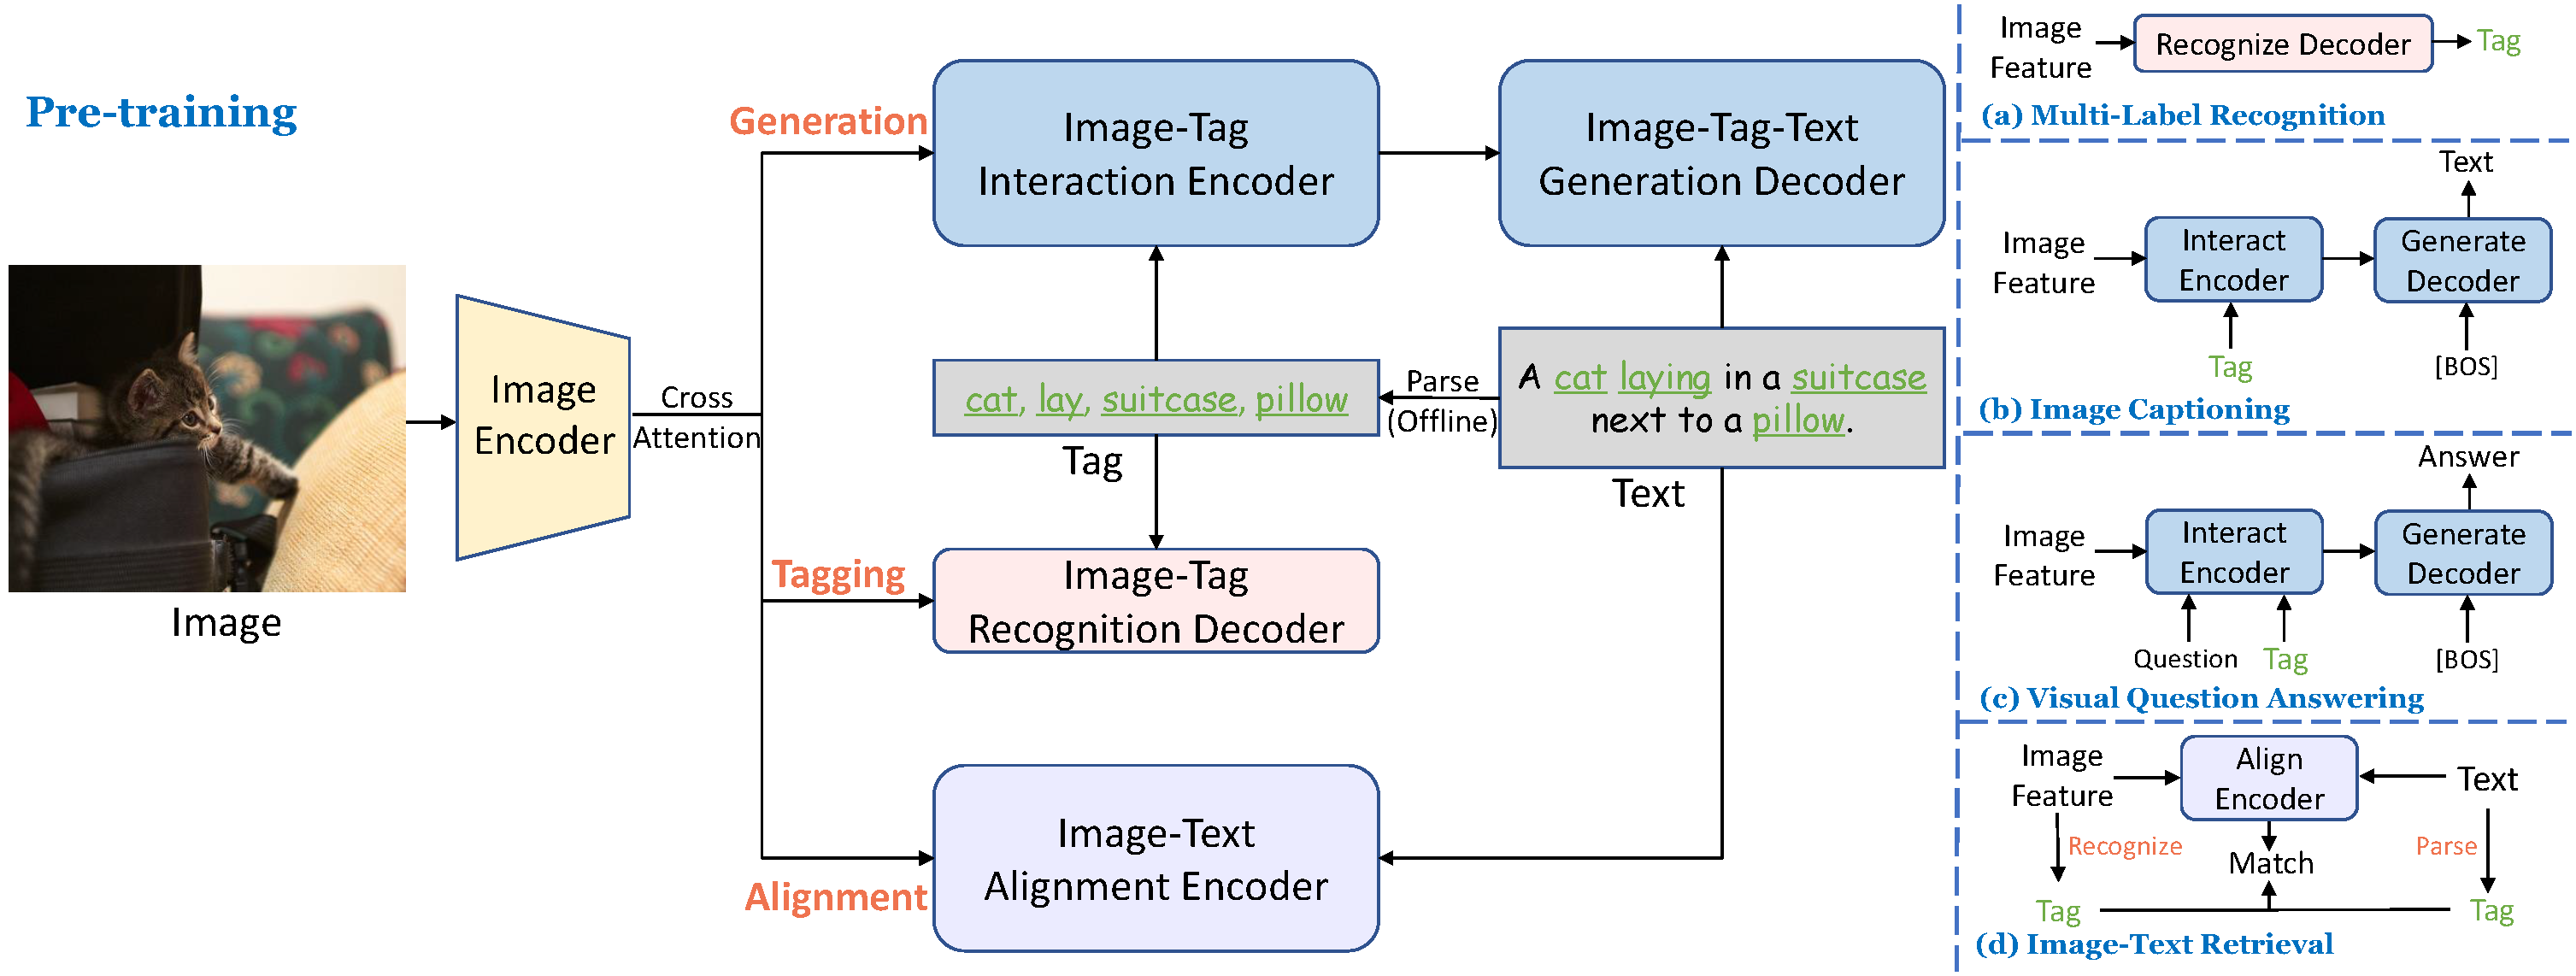 Pre-training
Image
Image
Encoder
Cross
Attention
Generation
Image-Tag
Interaction Encoder
Image-Tag-Text
Generation Decoder
cat, lay, suitcase, pillow
Tag
Parse
(Offline)
A cat laying in a suitcase
next to a pillow.
Text
Tagging
Image-Tag
Recognition Decoder
Alignment
Image-Text
Alignment Encoder
Image
Feature
Recognize Decoder
Tag
(a) Multi-Label Recognition
Text
Image
Feature
Interact
Encoder
Generate
Decoder
Tag
[BOS]
(b) Image Captioning
Answer
Image
Feature
Interact
Encoder
Generate
Decoder
Question
Tag
[BOS]
(c) Visual Question Answering
Image
Feature
Align
Encoder
Text
Recognize
Match
Parse
Tag
Tag
(d) Image-Text Retrieval